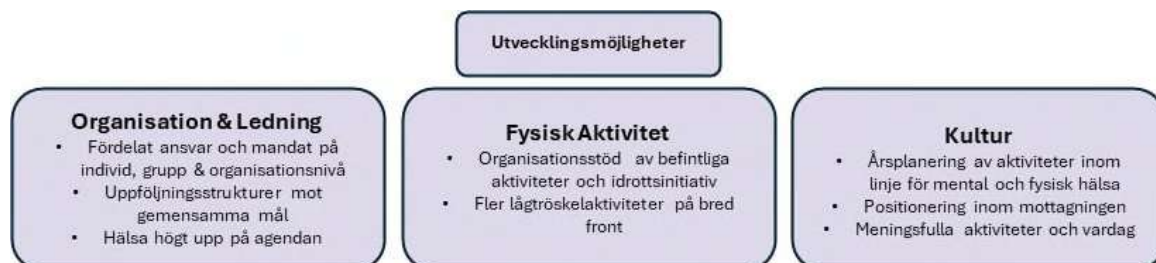 Utvecklingsmöjligheter
Organisation & Ledning
• Fördelat ansvar och mandat på
individ, grupp & organisationsnivå
• Uppföljningsstrukturer mot
gemensamma mål
• Hälsa högt upp på agendan
Fysisk Aktivitet
• Organisationsstöd av befintliga
aktiviteter och idrottsinitiativ
• Fler lågtröskelaktiviteter på bred
front
Kultur
• Årsplanering av aktiviteter inom
linje för mental och fysisk hälsa
• Positionering inom mottagningen
• Meningsfulla aktiviteter och vardag